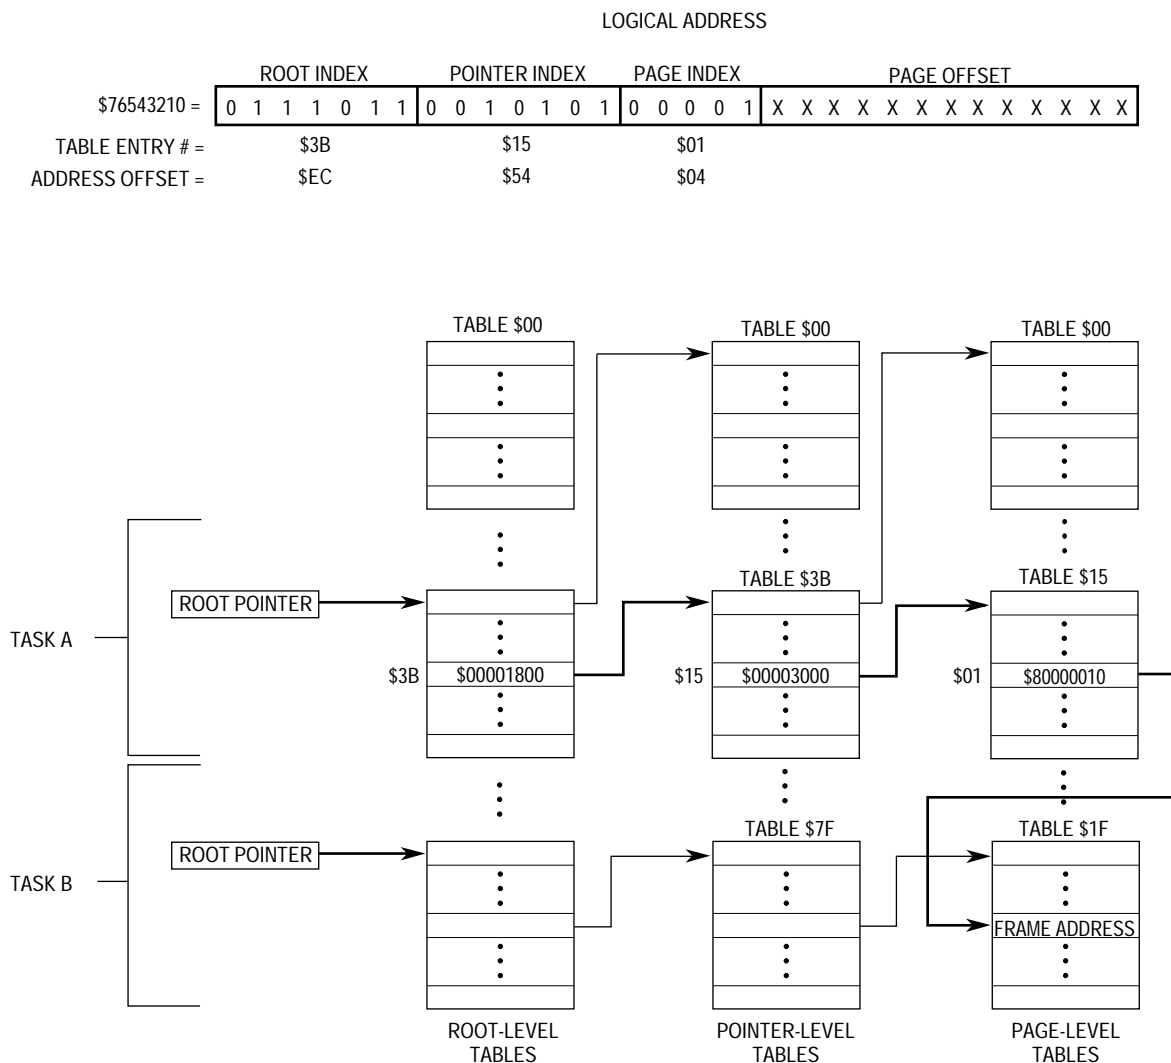 LOGICAL ADDRESS
ROOT INDEX POINTER INDEX PAGE INDEX PAGE OFFSET
$76543210 = 0 1 1 1 0 1 1 0 0 1 0 1 0 1 0 0 0 0 1 X X X X X X X X X X X X X
TABLE ENTRY # = $3B $15 $01
ADDRESS OFFSET = $EC $54 $04
TABLE $00 TABLE $00 TABLE $00
TABLE $3B TABLE $15
ROOT POINTER
TASK A
$3B $00001800 $15 $00003000 $01 $80000010
TABLE $7F TABLE $1F
ROOT POINTER
TASK B
FRAME ADDRESS
ROOT-LEVEL TABLES
POINTER-LEVEL TABLES
PAGE-LEVEL TABLES